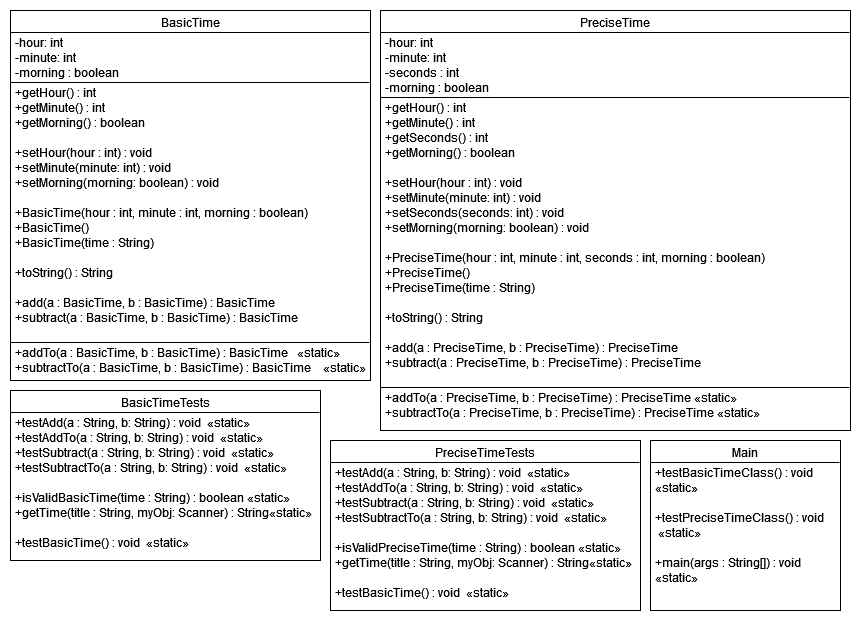 BasicTime
-hour: int
-minute: int
-morning : boolean
+getHour() : int
+getMinute() : int
+getMorning() : boolean
+setHour(hour : int) : void
+setMinute(minute: int) : void
+setMorning(morning: boolean) : void
+BasicTime(hour : int, minute : int, morning : boolean)
+BasicTime()
+BasicTime(time : String)
+toString() : String
+add(a : BasicTime, b : BasicTime) : BasicTime
+subtract(a : BasicTime, b : BasicTime) : BasicTime
+addTo(a : BasicTime, b : BasicTime) : BasicTime «static»
+subtractTo(a : BasicTime, b : BasicTime) : BasicTime «static»
PreciseTime
-hour: int
-minute: int
-seconds : int
-morning : boolean
+getHour() : int
+getMinute() : int
+getSeconds() : int
+getMorning() : boolean
+setHour(hour : int) : void
+setMinute(minute: int) : void
+setSeconds(seconds: int) : void
+setMorning(morning: boolean) : void
+PreciseTime(hour : int, minute : int, seconds : int, morning : boolean)
+PreciseTime()
+PreciseTime(time : String)
+toString() : String
+add(a : PreciseTime, b : PreciseTime) : PreciseTime
+subtract(a : PreciseTime, b : PreciseTime) : PreciseTime
+addTo(a : PreciseTime, b : PreciseTime) : PreciseTime «static»
+subtractTo(a : PreciseTime, b : PreciseTime) : PreciseTime «static»
BasicTimeTests
+testAdd(a : String, b: String) : void «static»
+testAddTo(a : String, b: String) : void «static»
+testSubtract(a : String, b: String) : void «static»
+testSubtractTo(a : String, b: String) : void «static»
+isValidBasicTime(time : String) : boolean «static»
+getTime(title : String, myObj: Scanner) : String«static»
+testBasicTime() : void «static»
PreciseTimeTests
+testAdd(a : String, b: String) : void «static»
+testAddTo(a : String, b: String) : void «static»
+testSubtract(a : String, b: String) : void «static»
+testSubtractTo(a : String, b: String) : void «static»
+isValidPreciseTime(time : String) : boolean «static»
+getTime(title : String, myObj: Scanner) : String«static»
+testBasicTime() : void «static»
Main
+testBasicTimeClass() : void
«static»
+testPreciseTimeClass() : void
«static»
+main(args : String[]) : void
«static»